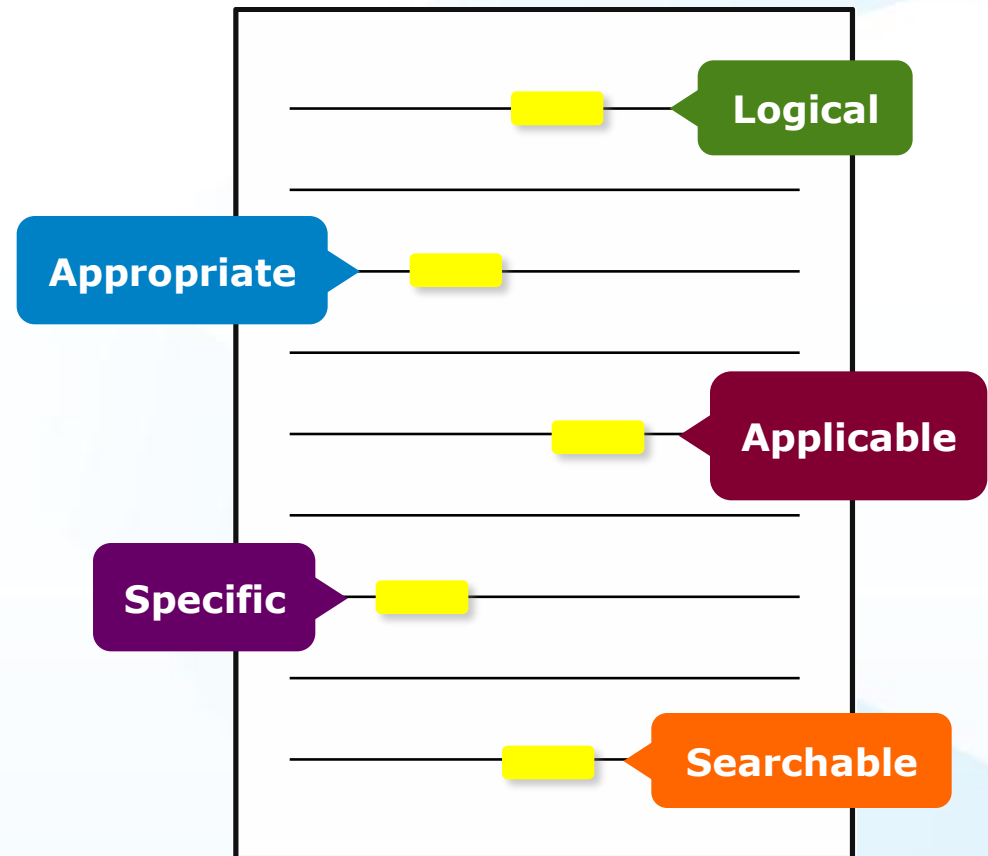 Logical
Appropriate
Applicable
Specific
Searchable